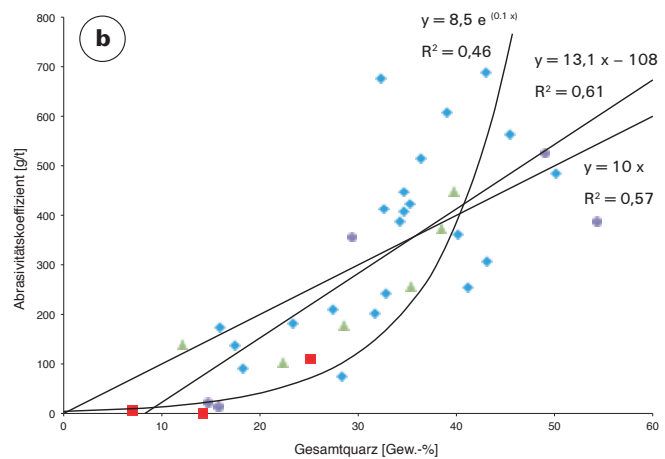 b
y = 8,5 e (0.1 x)
R² = 0,46
y = 13,1 x – 108
R² = 0,61
y = 10 x
R² = 0,57
Abrasivitätskoeffizient [g/t]
800
700
600
500
400
300
200
100
0
0 10 20 30 40 50 60
Gesamtquarz [Gew.-%]